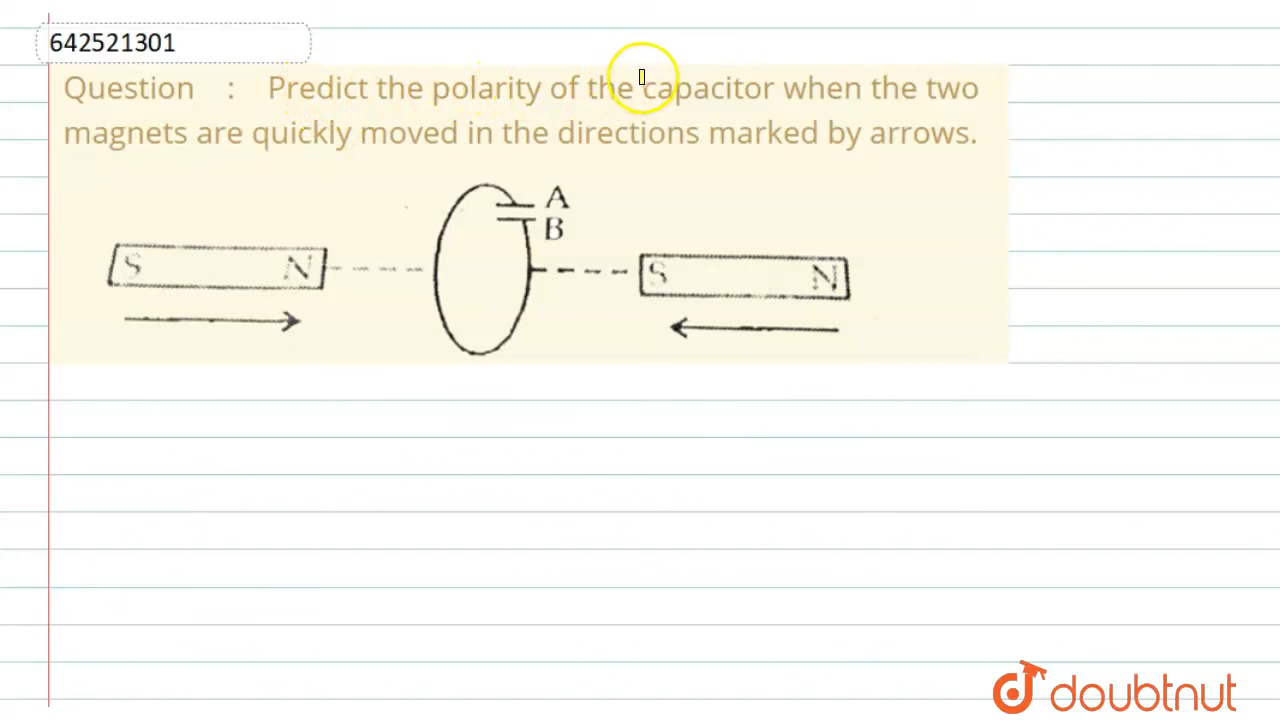 642521301
Question : Predict the polarity of the capacitor when the two
magnets are quickly moved in the directions marked by arrows.
A
B
S N S N
doubtnut